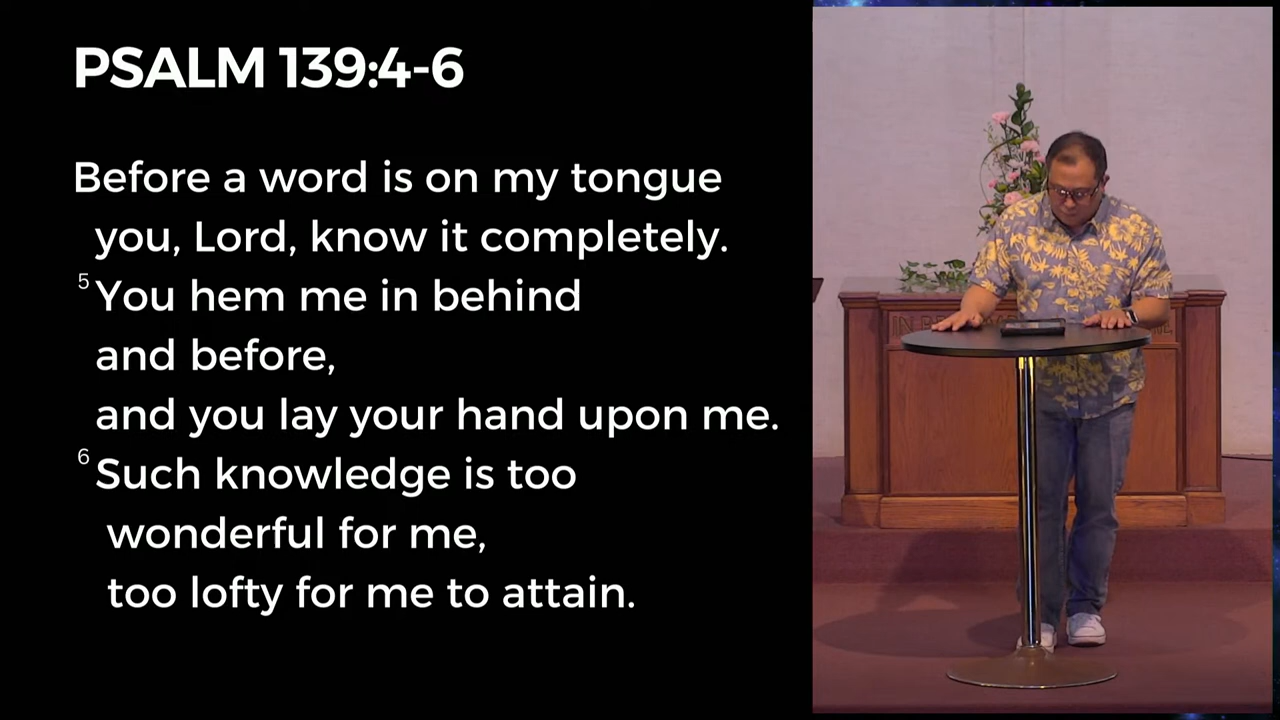 PSALM 139:4-6
Before a word is on my tongue
you, Lord, know it completely.
5 You hem me in behind
and before,
and you lay your hand upon me.
6 Such knowledge is too
wonderful for me,
too lofty for me to attain.